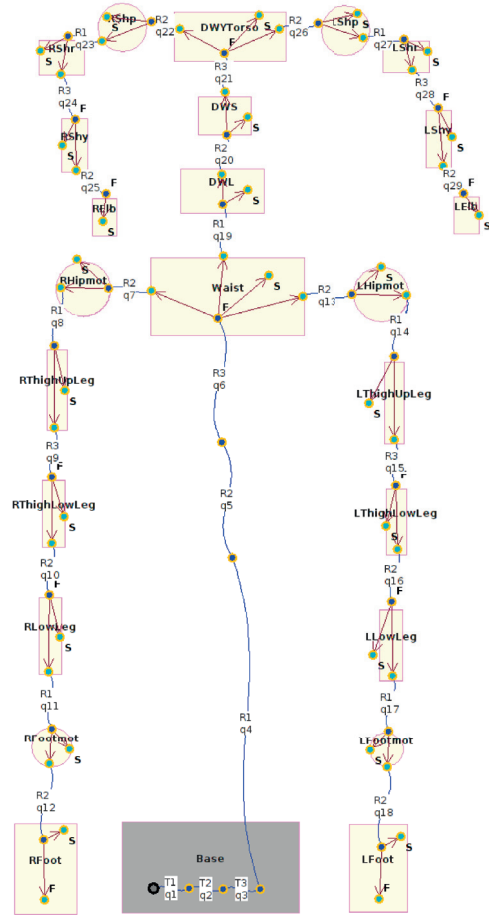 RShp
S
R2
q22
DWYTorso
S
F
R2
q26
LShp
S
R1
q23
RShr
S
R1
q27
LShr
S
R3
q24
R3
q21
R3
q28
F
RShy
S
DWS
S
F
LShy
S
R2
q25
R2
q20
R2
q29
F
RElb
S
DWL
S
F
LElb
S
R1
q19
RHipmot
S
R2
q7
Waist
S
F
LHipmot
S
R1
q8
R1
q14
RThighUpLeg
S
R3
q6
LThighUpLeg
S
R3
q9
F
R3
q15
F
RThighLowLeg
S
R2
q5
LThighLowLeg
S
R2
q10
F
R2
q16
F
RLowLeg
S
LLowLeg
S
R1
q11
R1
q4
R1
q17
RFootmot
S
LFootmot
S
R2
q12
R2
q18
RFoot
S
F
Base
T1
q1
T2
q2
T3
q3
LFoot
S
F